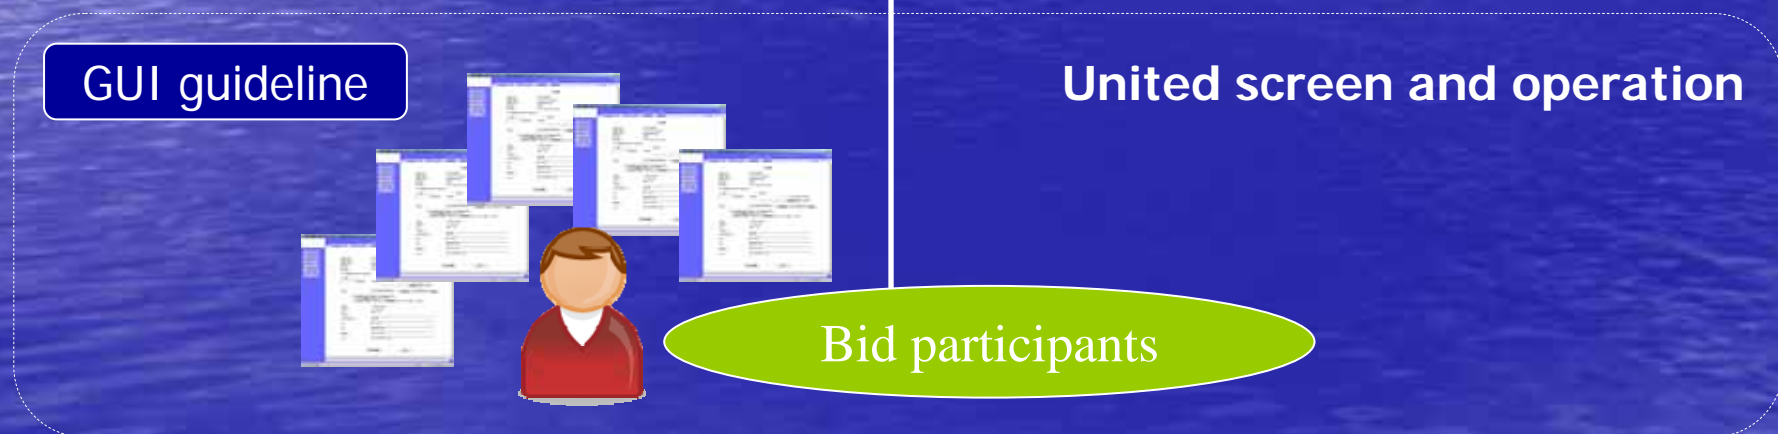 GUI guideline
United screen and operation
Bid participants